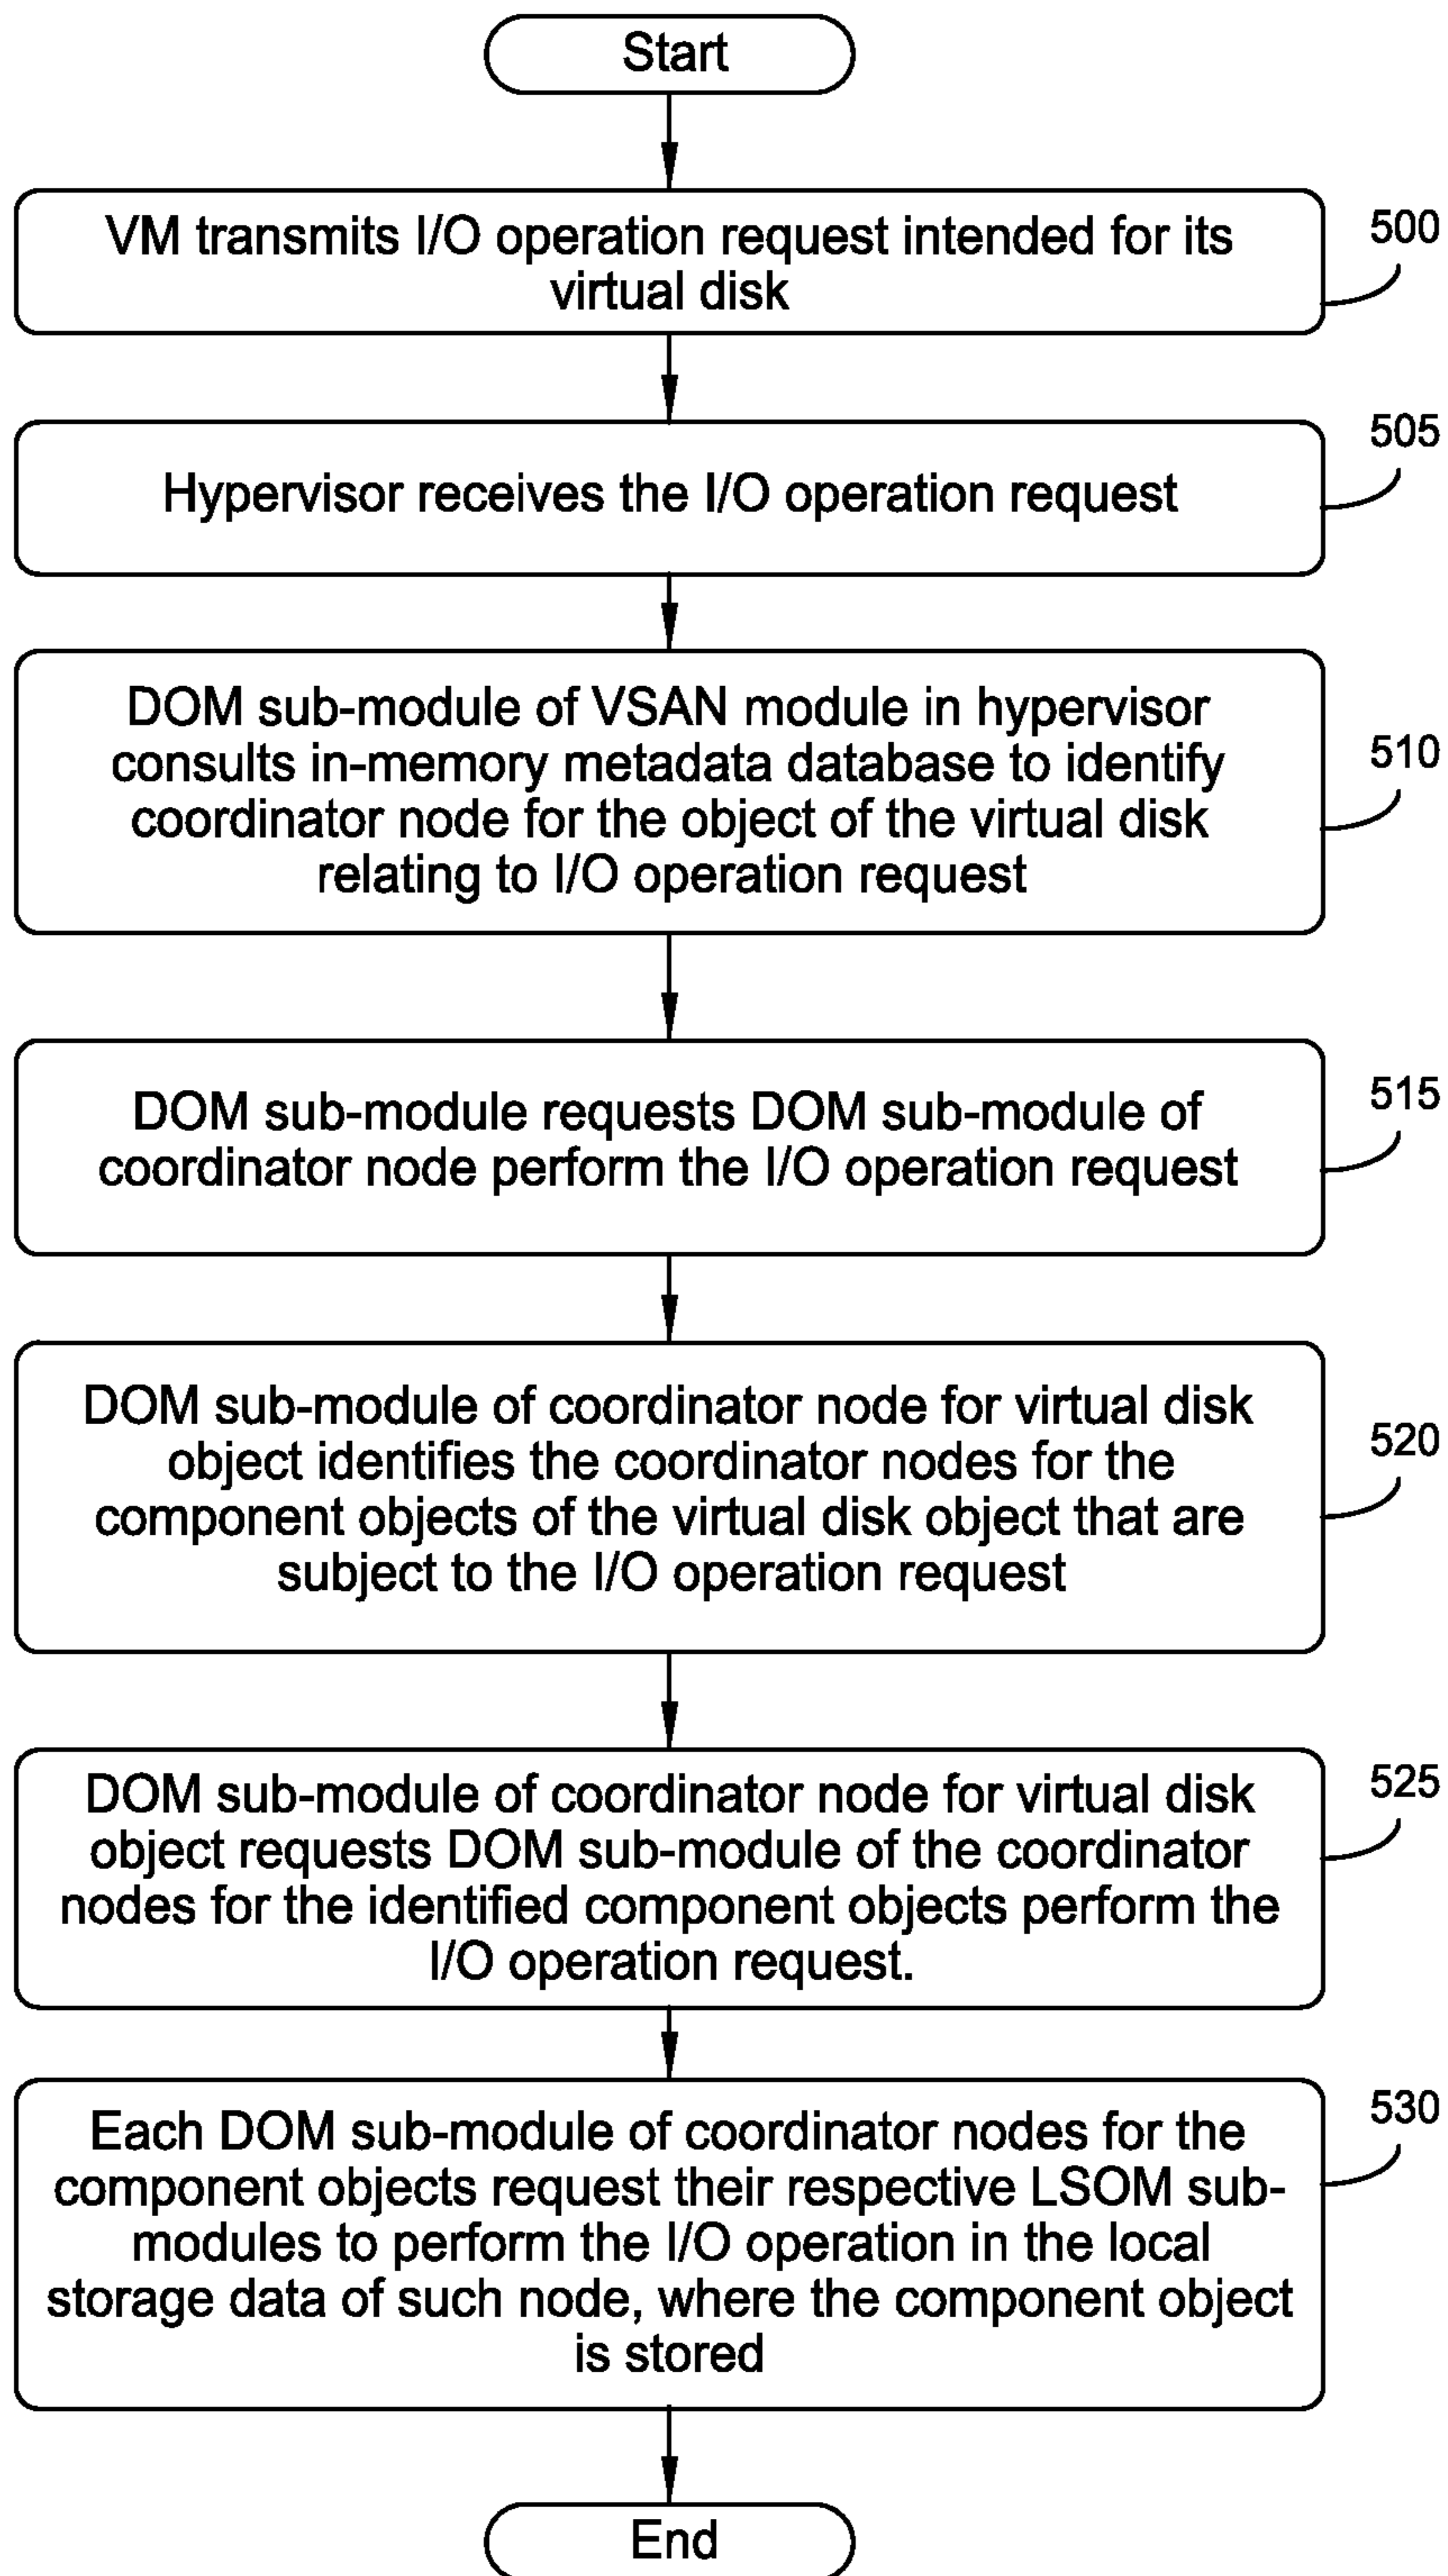 Start
VM transmits I/O operation request intended for its
virtual disk
500
Hypervisor receives the I/O operation request
505
DOM sub-module of VSAN module in hypervisor
consults in-memory metadata database to identify
coordinator node for the object of the virtual disk
relating to I/O operation request
510
DOM sub-module requests DOM sub-module of
coordinator node perform the I/O operation request
515
DOM sub-module of coordinator node for virtual disk
object identifies the coordinator nodes for the
component objects of the virtual disk object that are
subject to the I/O operation request
520
DOM sub-module of coordinator node for virtual disk
object requests DOM sub-module of the coordinator
nodes for the identified component objects perform the
I/O operation request.
525
Each DOM sub-module of coordinator nodes for the
component objects request their respective LSOM sub-
modules to perform the I/O operation in the local
storage data of such node, where the component object
is stored
530
End